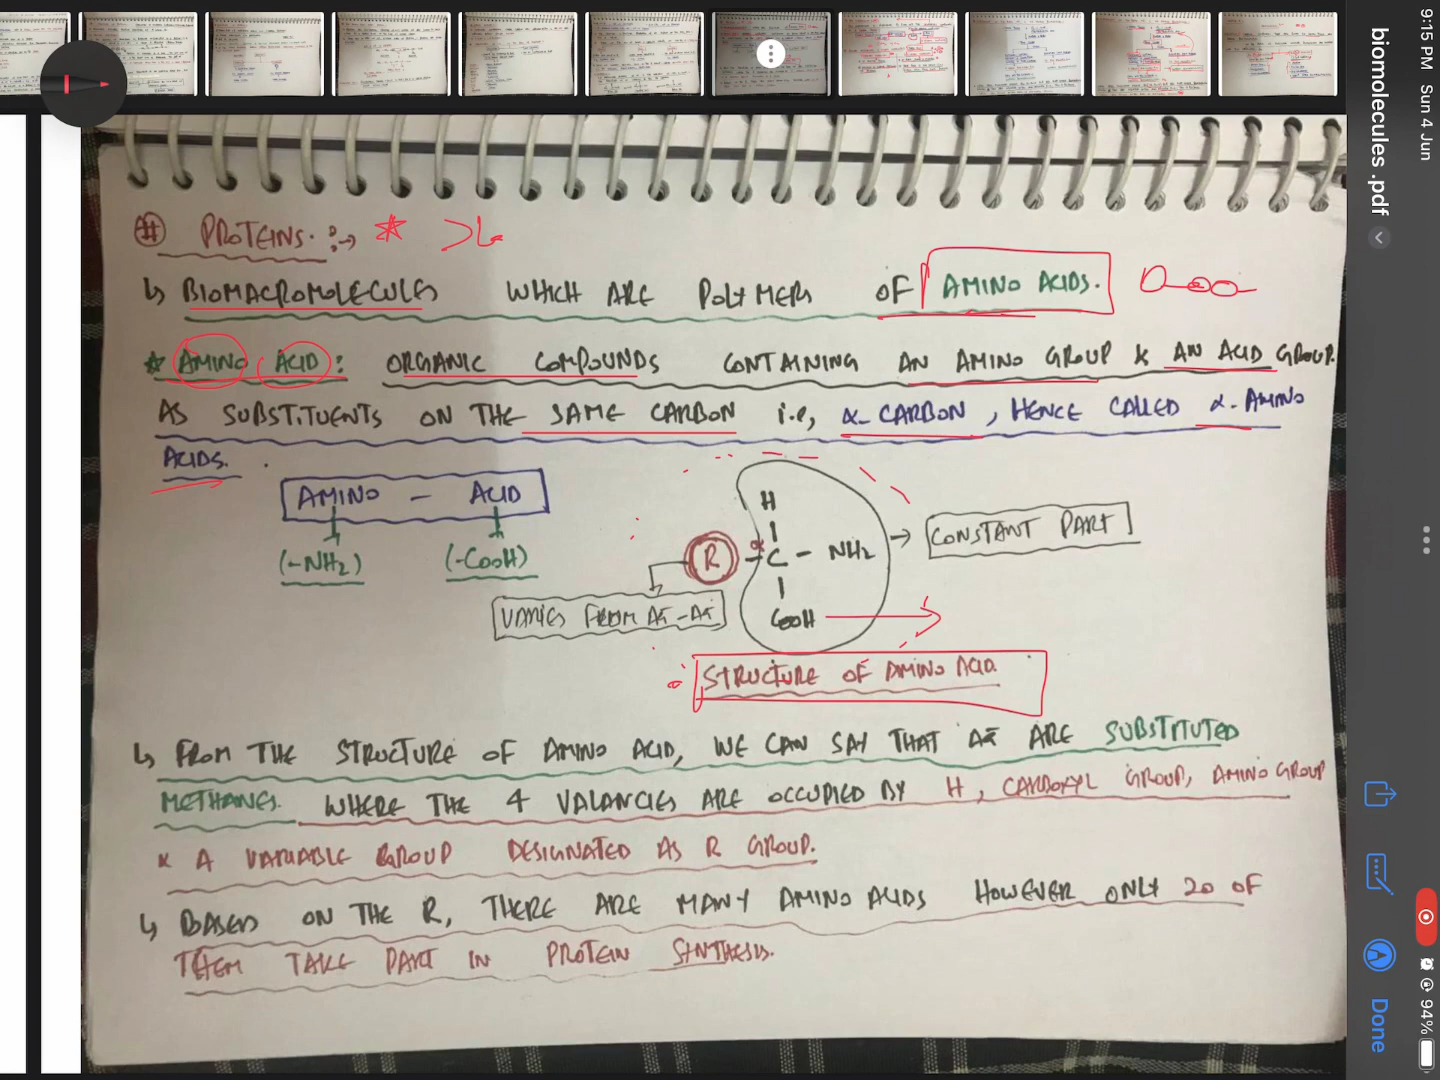 # PROTEINS :→
↳ BIOMACROMOLECULES WHICH ARE POLYMERS OF AMINO ACIDS.
* AMINO ACID: ORGANIC COMPOUNDS CONTAINING AN AMINO GROUP & AN ACID GROUP.
AS SUBSTITUENTS ON THE SAME CARBON i.e, α-CARBON, HENCE CALLED α-AMINO
ACIDS.
AMINO - ACID
(-NH2) (-COOH)
H
R - C - NH2 → CONSTANT PART
α
VARIES FROM AA-AA
COOH
STRUCTURE OF AMINO ACID.
↳ FROM THE STRUCTURE OF AMINO ACID, WE CAN SAY THAT AA ARE SUBSTITUTED
METHANES. WHERE THE 4 VALANCIES ARE OCCUPIED BY H, CARBOXYL GROUP, AMINO GROUP
& A VARIABLE GROUP DESIGNATED AS R GROUP.
↳ BASED ON THE R, THERE ARE MANY AMINO ACIDS HOWEVER ONLY 20 OF
THEM TAKE PART IN PROTEIN SYNTHESIS.
9:15 PM Sun 4 Jun
94%
biomolecules .pdf
Done